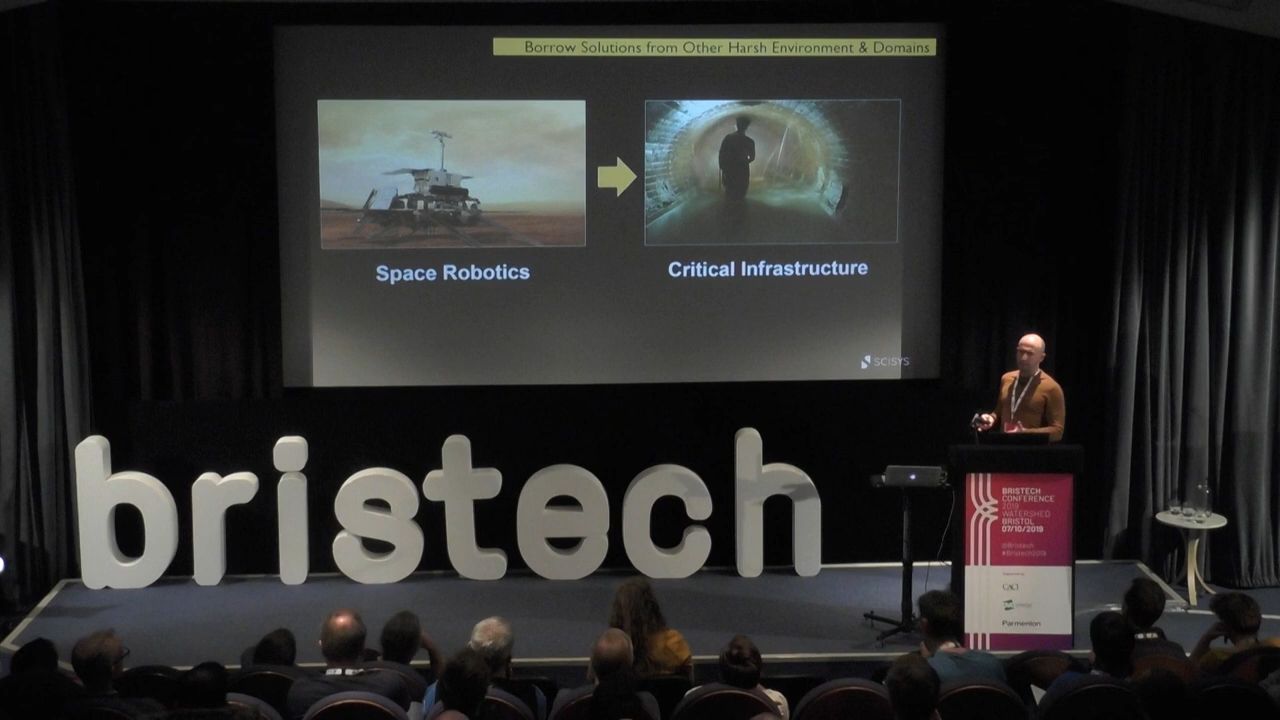 Borrow Solutions from Other Harsh Environment & Domains
Space Robotics
Critical Infrastructure
SCISYS
bristech
BRISTECH
CONFERENCE
2019
WATERSHED
BRISTOL
07/10/2019
@Bristech
#Bristech2019
CACI
Parmenion